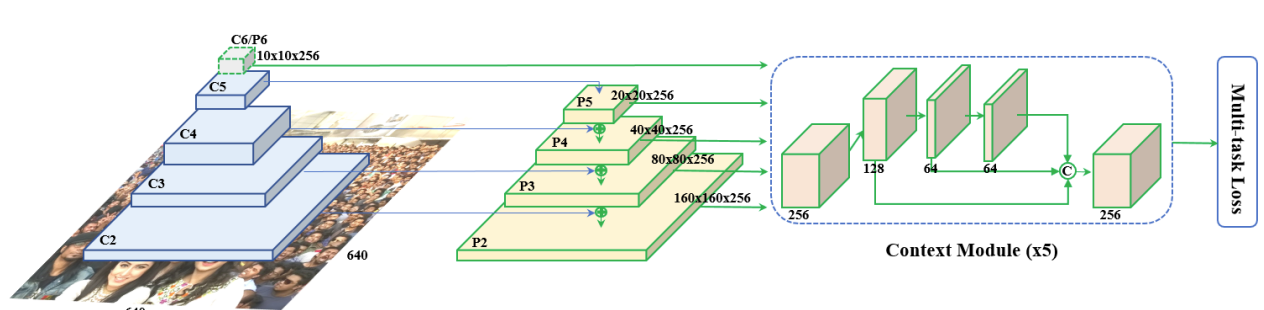 C6/P6
10x10x256
C5
C4
C3
C2
640
P5
20x20x256
P4
40x40x256
P3
80x80x256
P2
160x160x256
256
128
64
64
C
256
Context Module (x5)
Multi-task Loss